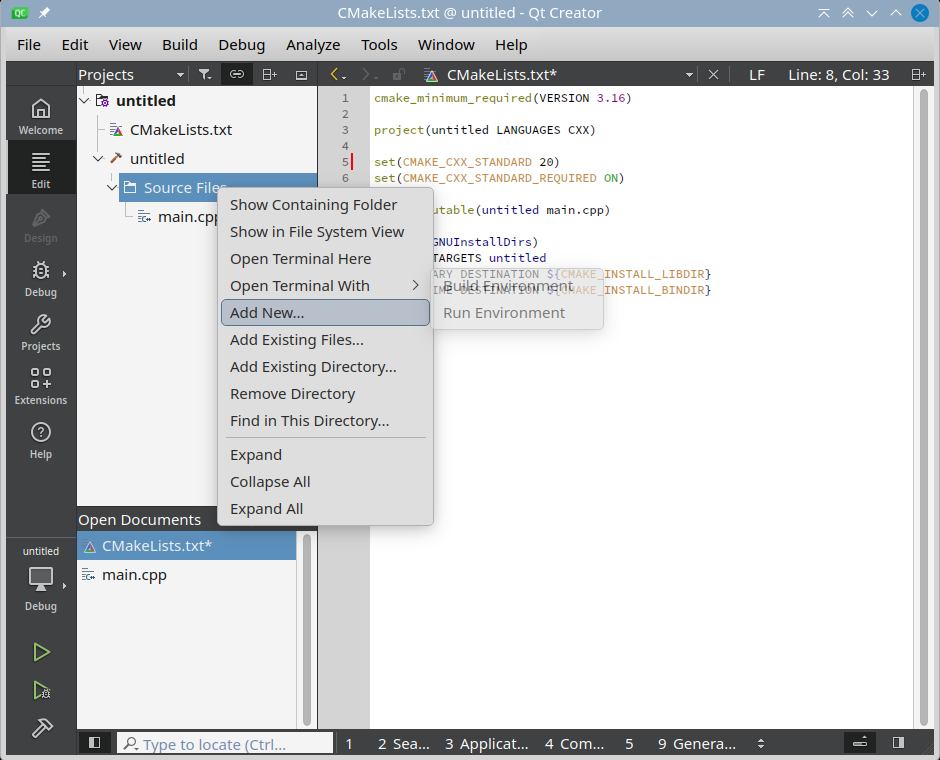 CMakeLists.txt @ untitled - Qt Creator
File Edit View Build Debug Analyze Tools Window Help
Projects
CMakeLists.txt*
LF
Line: 8, Col: 33
Welcome
Edit
Design
Debug
Projects
Extensions
Help
untitled
Debug
untitled
CMakeLists.txt
untitled
Source Files
main.cpp
1 cmake_minimum_required(VERSION 3.16)
2
3 project(untitled LANGUAGES CXX)
4
5 set(CMAKE_CXX_STANDARD 20)
6 set(CMAKE_CXX_STANDARD_REQUIRED ON)
utable(untitled main.cpp)
GNUInstallDirs)
TARGETS untitled
ARY DESTINATION ${CMAKE_INSTALL_LIBDIR}
IME DESTINATION ${CMAKE_INSTALL_BINDIR}
Show Containing Folder
Show in File System View
Open Terminal Here
Open Terminal With
Add New...
Add Existing Files...
Add Existing Directory...
Remove Directory
Find in This Directory...
Expand
Collapse All
Expand All
Build Environment
Run Environment
Open Documents
CMakeLists.txt*
main.cpp
Type to locate (Ctrl...
1 2 Sea... 3 Applicat... 4 Com... 5 9 Genera...